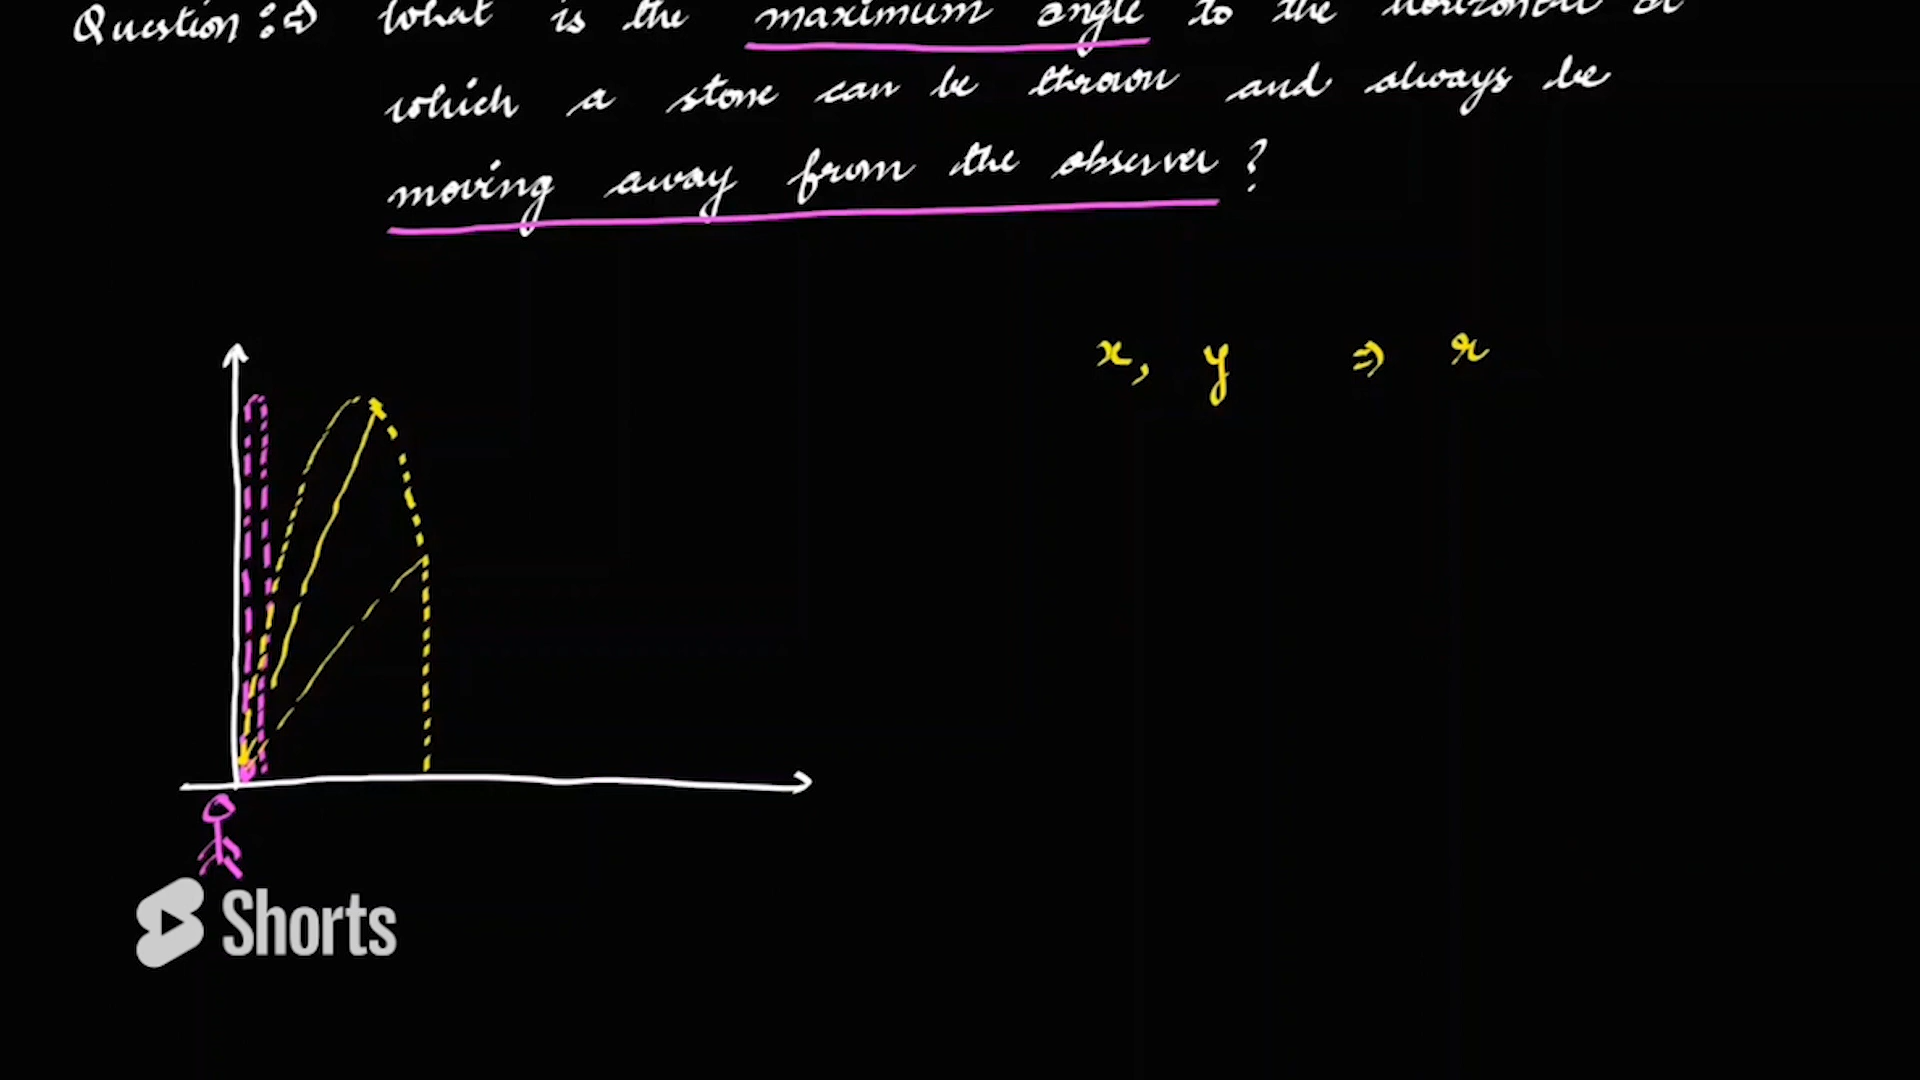 Question :⇒ What is the maximum angle to the horizontal at
which a stone can be thrown and always be
moving away from the observer ?
x, y ⇒ r
Shorts